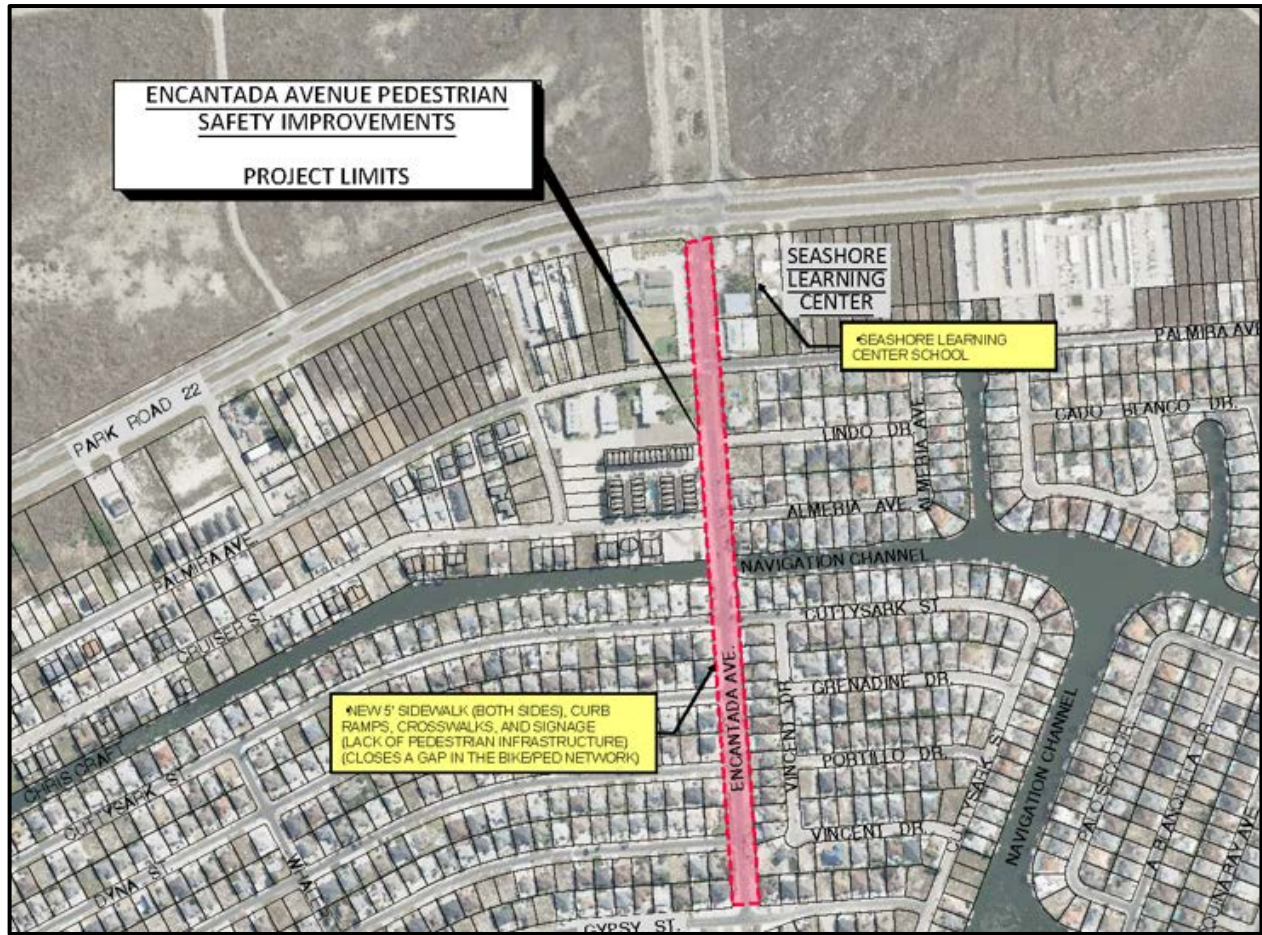 ENCANTADA AVENUE PEDESTRIAN
SAFETY IMPROVEMENTS
PROJECT LIMITS
SEASHORE
LEARNING
CENTER
•SEASHORE LEARNING
CENTER SCHOOL
PALMIRA AVE
PARK ROAD 22
CADO BLANCO DR.
LINDO DR.
ALMERIA AVE.
ALMERIA AVE.
PALMIRA AVE
NAVIGATION CHANNEL
CRUISER ST
CUTTYSARK ST.
ENCANTADA AVE.
VINCENT DR.
GRENADINE DR.
•NEW 5' SIDEWALK (BOTH SIDES), CURB
RAMPS, CROSSWALKS, AND SIGNAGE
(LACK OF PEDESTRIAN INFRASTRUCTURE)
(CLOSES A GAP IN THE BIKE/PED NETWORK)
PORTILLO DR.
CUTTYSARK ST.
NAVIGATION CHANNEL
CHRIS CRAFT
CUTTYSARK S
VINCENT DR.
DYNA S
GYPSY ST.